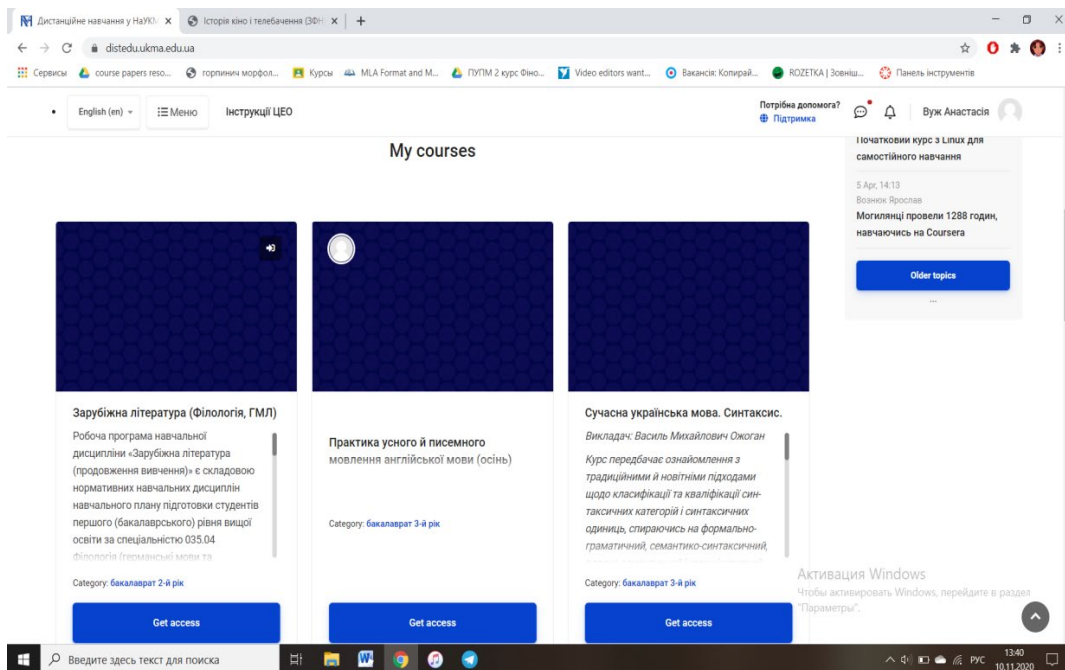 Дистанційне навчання у НаУКМ
Історія кіно і телебачення (ЗФН
distedu.ukma.edu.ua
Сервисы
course papers reso...
горпинич морфол...
Курсы
MLA Format and M...
ПУПМ 2 курс Фіно...
Video editors want...
Вакансія: Копирай...
ROZETKA | Зовніш...
Панель інструментів
English (en)
Меню
Інструкції ЦЕО
Потрібна допомога?
Підтримка
Вуж Анастасія
My courses
Початковий курс з Linux для
самостійного навчання
5 Apr, 14:13
Вознюк Ярослав
Могилянці провели 1288 годин,
навчаючись на Coursera
Older topics
...
Зарубіжна література (Філологія, ГМЛ)
Робоча програма навчальної
дисципліни «Зарубіжна література
(продовження вивчення)» є складовою
нормативних навчальних дисциплін
навчального плану підготовки студентів
першого (бакалаврського) рівня вищої
освіти за спеціальністю 035.04
Філологія (германські мови та
Category: бакалаврат 2-й рік
Get access
Практика усного й писемного
мовлення англійської мови (осінь)
Category: бакалаврат 3-й рік
Get access
Сучасна українська мова. Синтаксис.
Викладач: Василь Михайлович Ожоган
Курс передбачає ознайомлення з
традиційними й новітніми підходами
щодо класифікації та кваліфікації син-
таксичних категорій і синтаксичних
одиниць, спираючись на формально-
граматичний, семантико-синтаксичний,
Category: бакалаврат 3-й рік
Get access
Активация Windows
Чтобы активировать Windows, перейдите в раздел
"Параметры".
Введите здесь текст для поиска
РУС
13:40
10.11.2020